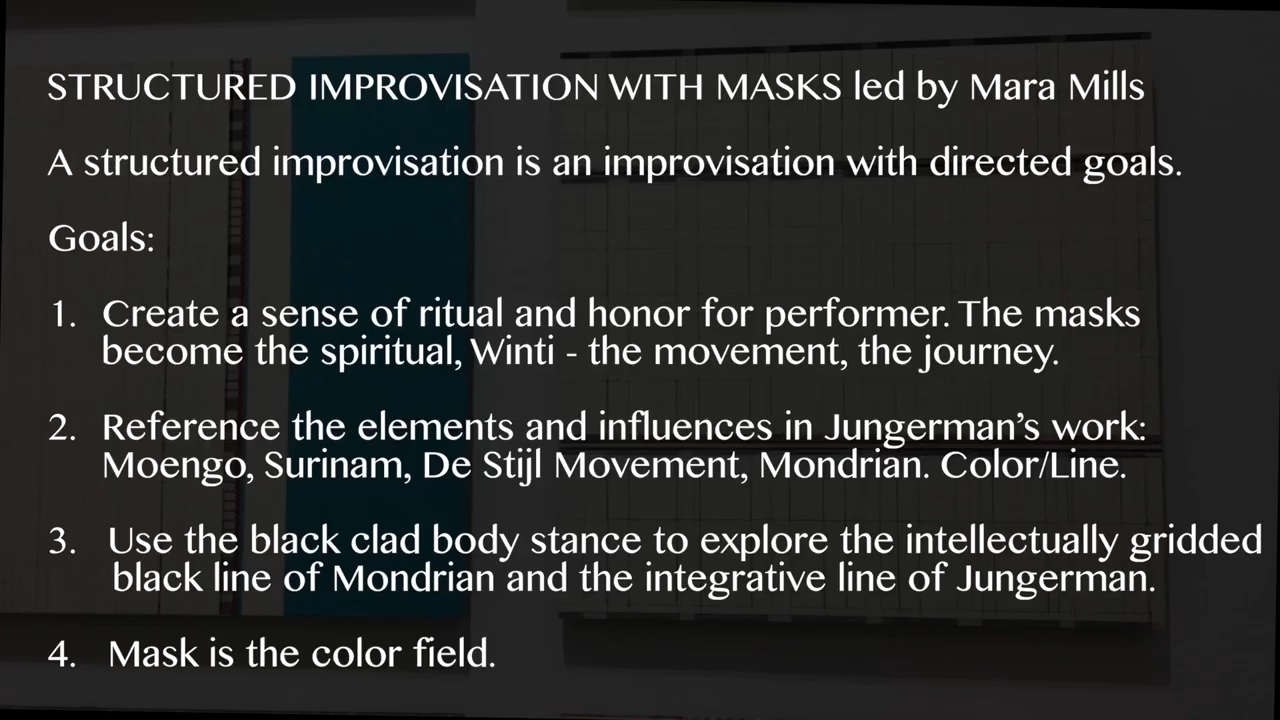 STRUCTURED IMPROVISATION WITH MASKS led by Mara Mills
A structured improvisation is an improvisation with directed goals.
Goals:
1. Create a sense of ritual and honor for performer. The masks
become the spiritual, Winti - the movement, the journey.
2. Reference the elements and influences in Jungerman’s work:
Moengo, Surinam, De Stijl Movement, Mondrian. Color/Line.
3. Use the black clad body stance to explore the intellectually gridded
black line of Mondrian and the integrative line of Jungerman.
4. Mask is the color field.